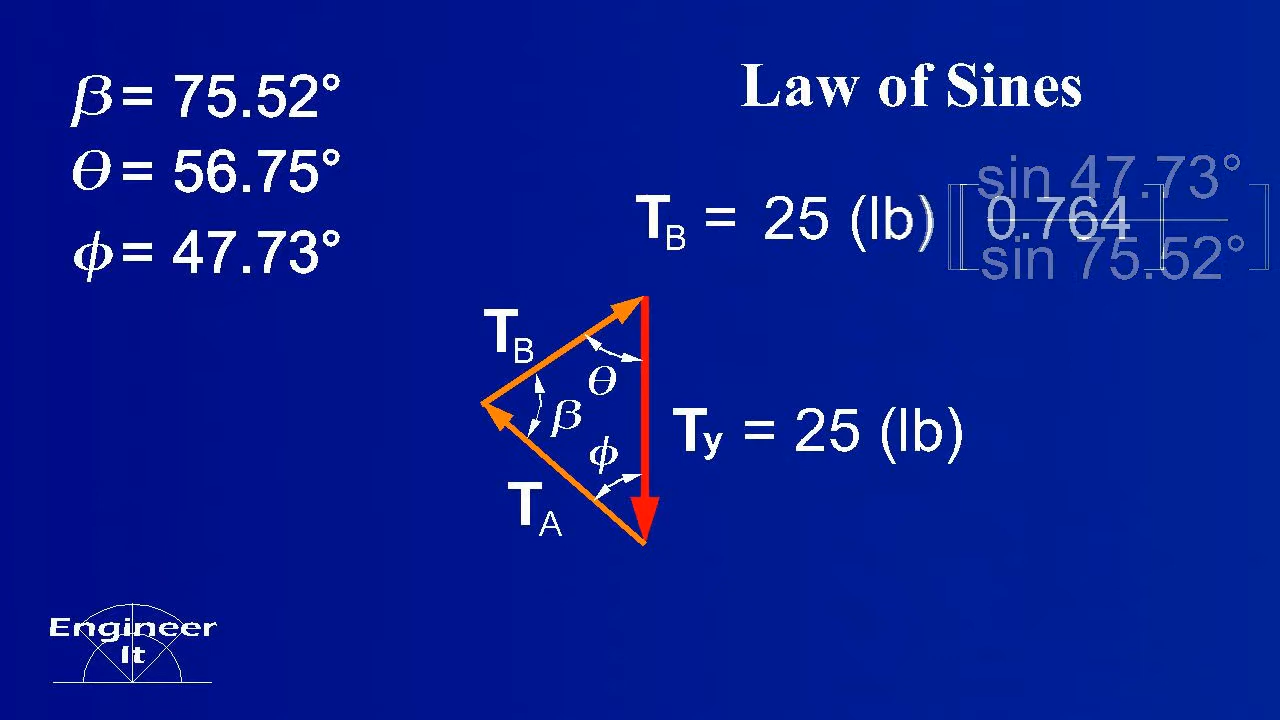 β = 75.52°
θ = 56.75°
ϕ = 47.73°
Law of Sines
T_B = 25 (lb) [sin 47.73° / sin 75.52°] [0.764]
T_B
θ
β
T_y = 25 (lb)
ϕ
T_A
Engineer
It